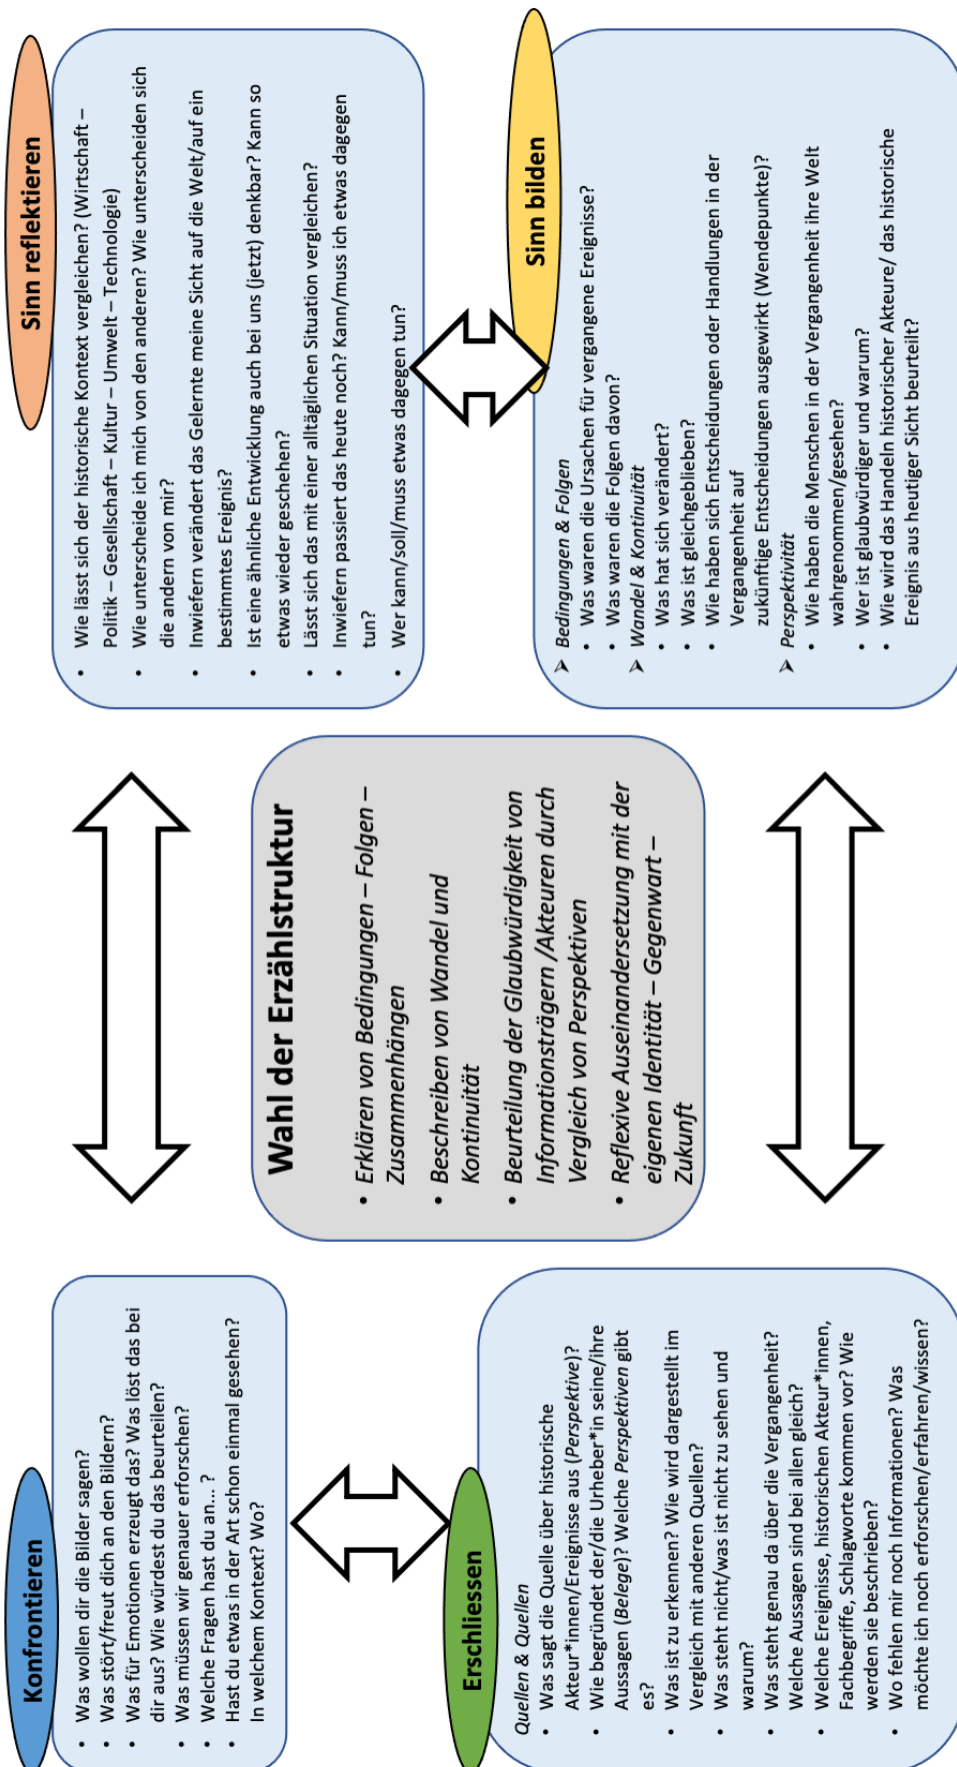 Konfrontieren
• Was wollen dir die Bilder sagen?
• Was stört/freut dich an den Bildern?
• Was für Emotionen erzeugt das? Was löst das bei
dir aus? Wie würdest du das beurteilen?
• Was müssen wir genauer erforschen?
• Welche Fragen hast du an... ?
• Hast du etwas in der Art schon einmal gesehen?
In welchem Kontext? Wo?
Sinn reflektieren
• Wie lässt sich der historische Kontext vergleichen? (Wirtschaft –
Politik – Gesellschaft – Kultur – Umwelt – Technologie)
• Wie unterscheide ich mich von den anderen? Wie unterscheiden sich
die andern von mir?
• Inwiefern verändert das Gelernte meine Sicht auf die Welt/auf ein
bestimmtes Ereignis?
• Ist eine ähnliche Entwicklung auch bei uns (jetzt) denkbar? Kann so
etwas wieder geschehen?
• Lässt sich das mit einer alltäglichen Situation vergleichen?
• Inwiefern passiert das heute noch? Kann/muss ich etwas dagegen
tun?
• Wer kann/soll/muss etwas dagegen tun?
Wahl der Erzählstruktur
• Erklären von Bedingungen – Folgen –
Zusammenhängen
• Beschreiben von Wandel und
Kontinuität
• Beurteilung der Glaubwürdigkeit von
Informationsträgern /Akteuren durch
Vergleich von Perspektiven
• Reflexive Auseinandersetzung mit der
eigenen Identität – Gegenwart –
Zukunft
Erschliessen
Quellen & Quellen
• Was sagt die Quelle über historische
Akteur*innen/Ereignisse aus (Perspektive)?
• Wie begründet der/die Urheber*in seine/ihre
Aussagen (Belege)? Welche Perspektiven gibt
es?
• Was ist zu erkennen? Wie wird dargestellt im
Vergleich mit anderen Quellen?
• Was steht nicht/was ist nicht zu sehen und
warum?
• Was steht genau da über die Vergangenheit?
Welche Aussagen sind bei allen gleich?
• Welche Ereignisse, historischen Akteur*innen,
Fachbegriffe, Schlagworte kommen vor? Wie
werden sie beschrieben?
• Wo fehlen mir noch Informationen? Was
möchte ich noch erforschen/erfahren/wissen?
Sinn bilden
➢ Bedingungen & Folgen
• Was waren die Ursachen für vergangene Ereignisse?
• Was waren die Folgen davon?
➢ Wandel & Kontinuität
• Was hat sich verändert?
• Was ist gleichgeblieben?
• Wie haben sich Entscheidungen oder Handlungen in der
Vergangenheit auf
zukünftige Entscheidungen ausgewirkt (Wendepunkte)?
➢ Perspektivität
• Wie haben die Menschen in der Vergangenheit ihre Welt
wahrgenommen/gesehen?
• Wer ist glaubwürdiger und warum?
• Wie wird das Handeln historischer Akteure/ das historische
Ereignis aus heutiger Sicht beurteilt?